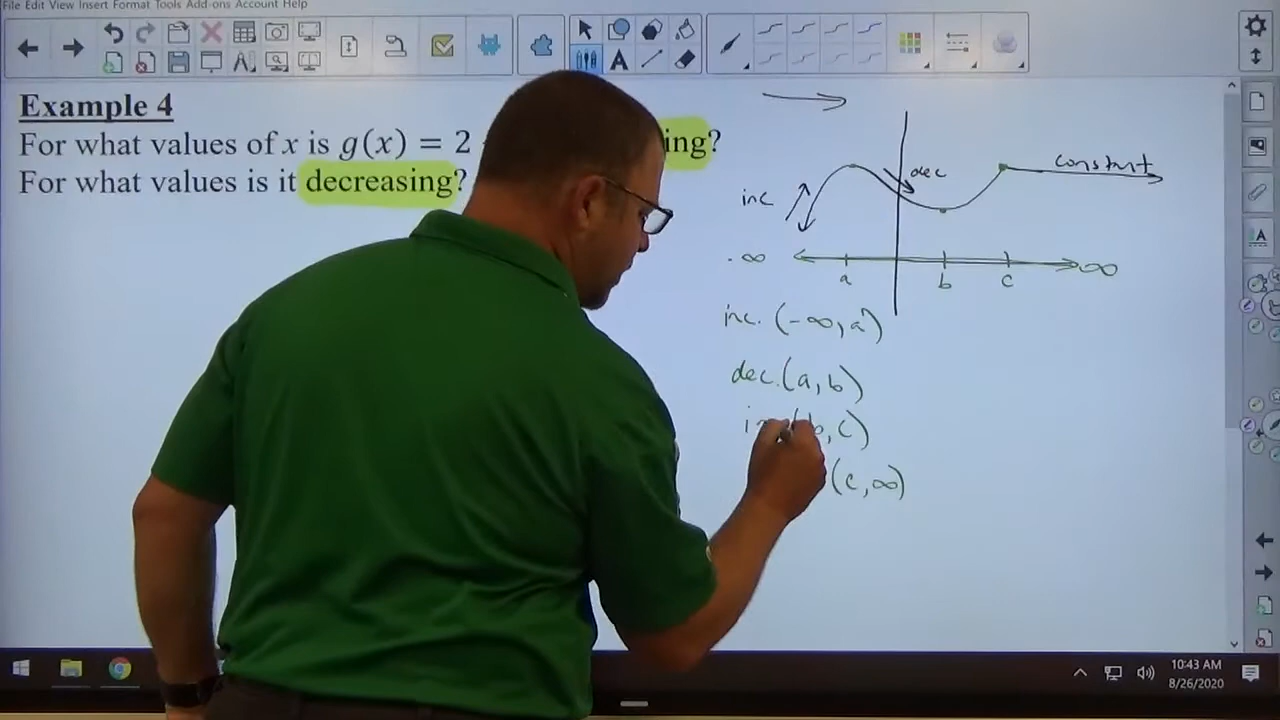 File Edit View Insert Format Tools Add-ons Account Help
Example 4
For what values of x is g(x) = 2 ing?
For what values is it decreasing?
inc
dec
constant
-∞ a b c ∞
inc. (-∞, a)
dec. (a, b)
b, c)
(c, ∞)
10:43 AM
8/26/2020